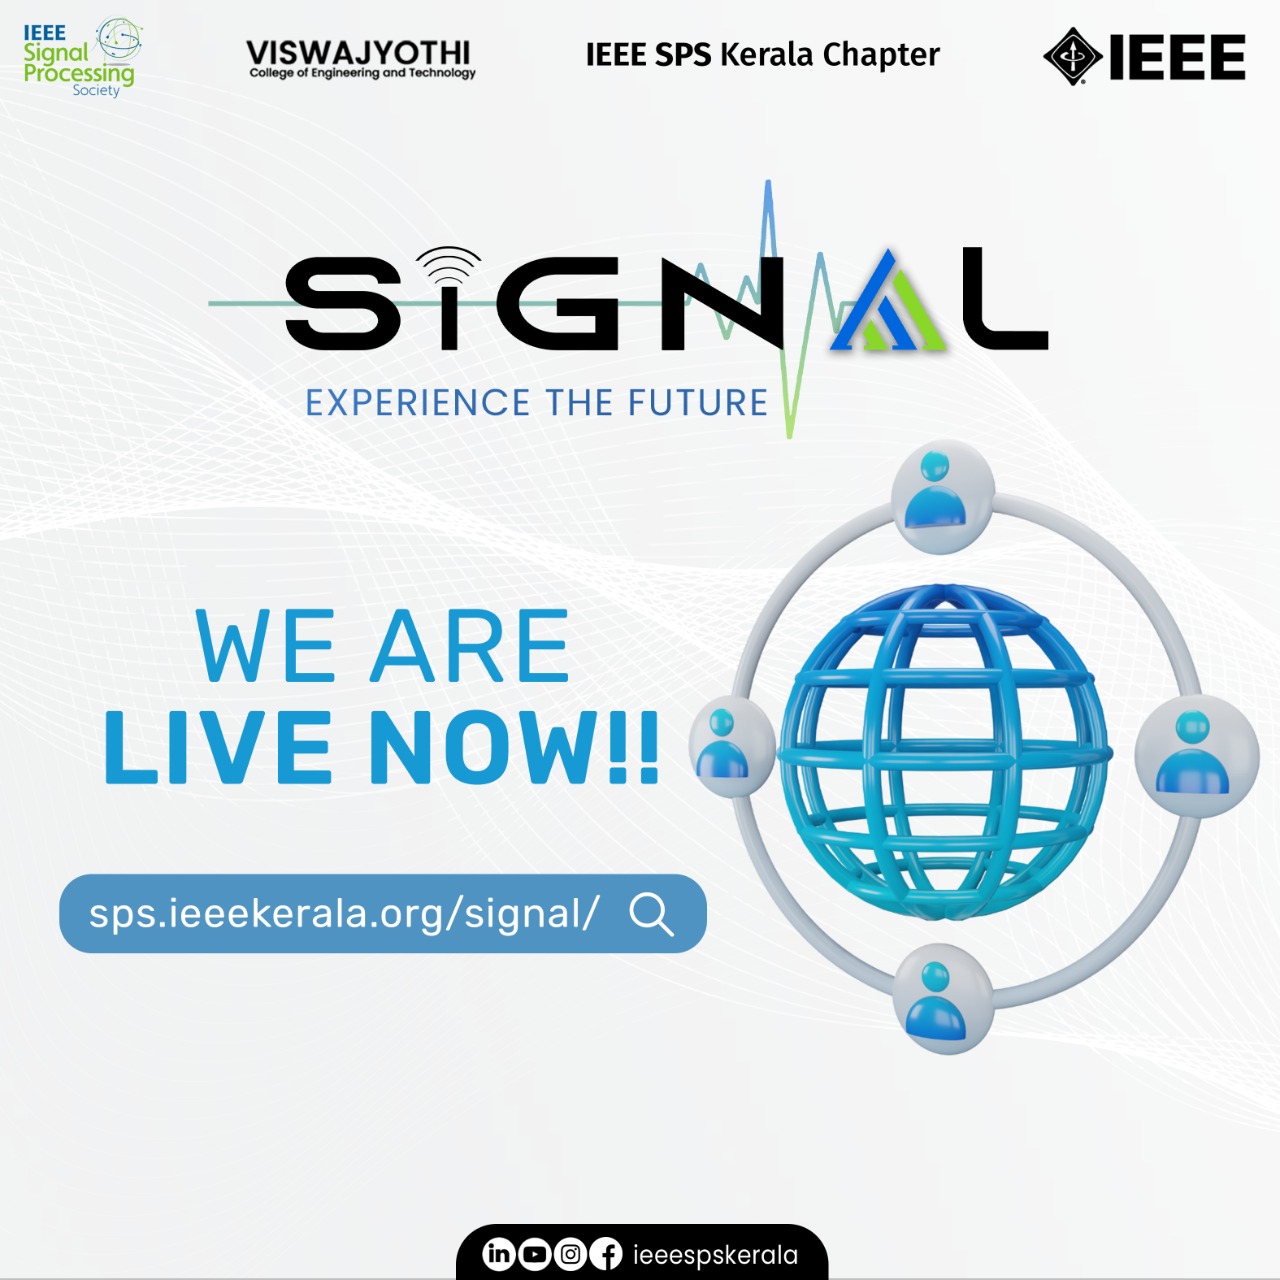 IEEE
Signal
Processing
Society
VISWAJYOTHI
College of Engineering and Technology
IEEE SPS Kerala Chapter
IEEE
SiGNAL
EXPERIENCE THE FUTURE
WE ARE
LIVE NOW!!
sps.ieeekerala.org/signal/
in f ieeespskerala